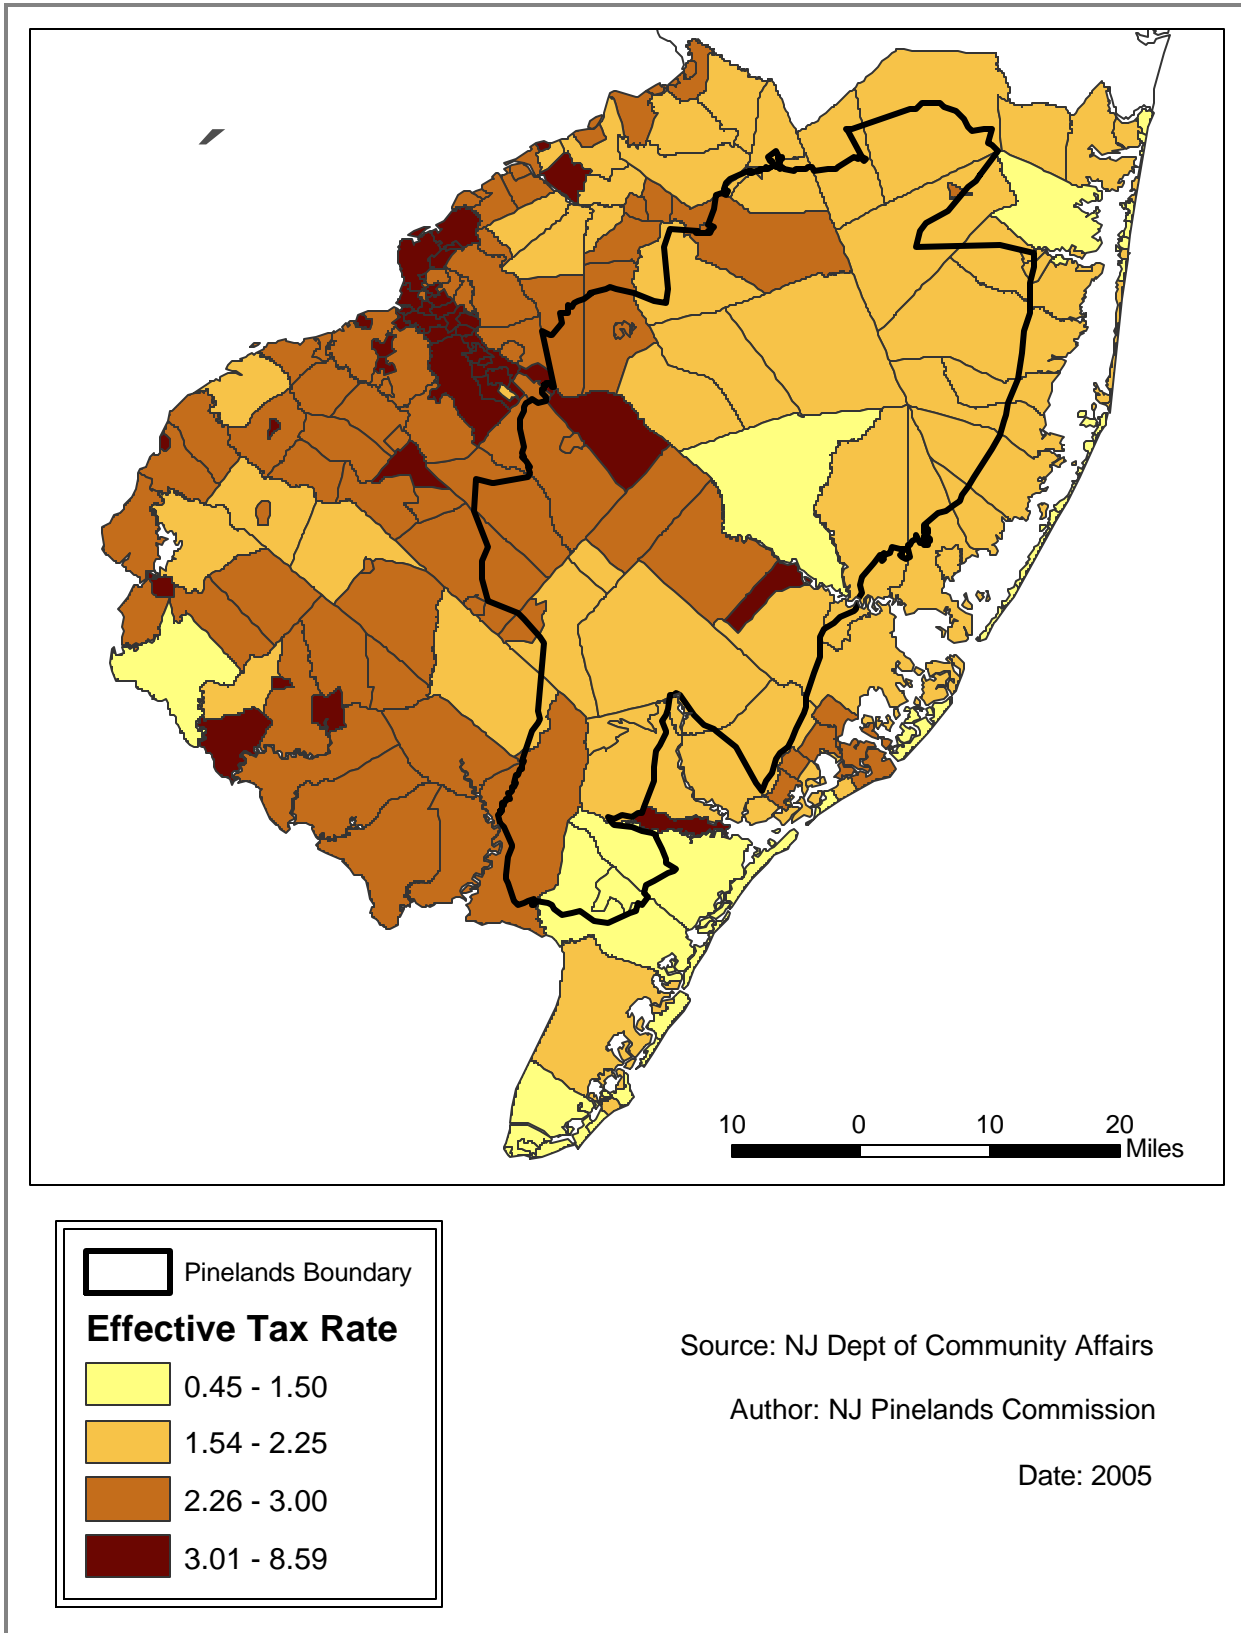 10 0 10 20
Miles
Pinelands Boundary
Effective Tax Rate
0.45 - 1.50
1.54 - 2.25
2.26 - 3.00
3.01 - 8.59
Source: NJ Dept of Community Affairs
Author: NJ Pinelands Commission
Date: 2005